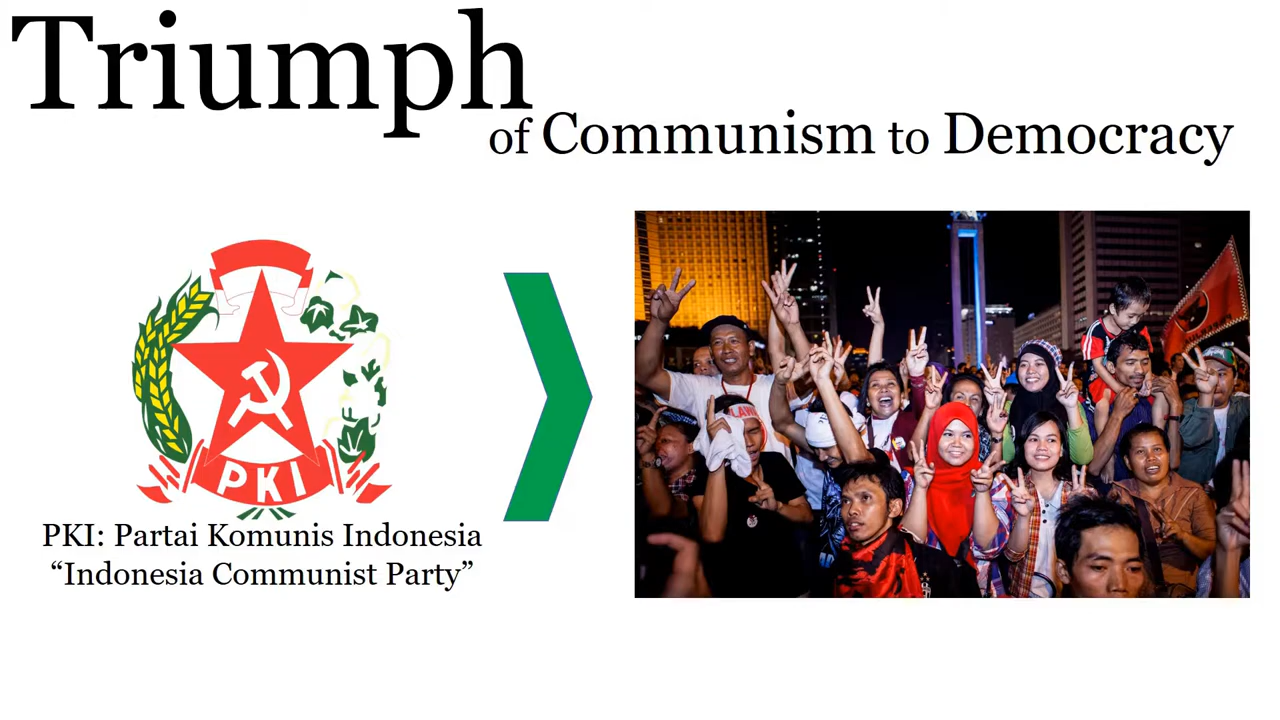 Triumph
of Communism to Democracy
PKI
PKI: Partai Komunis Indonesia
“Indonesia Communist Party”